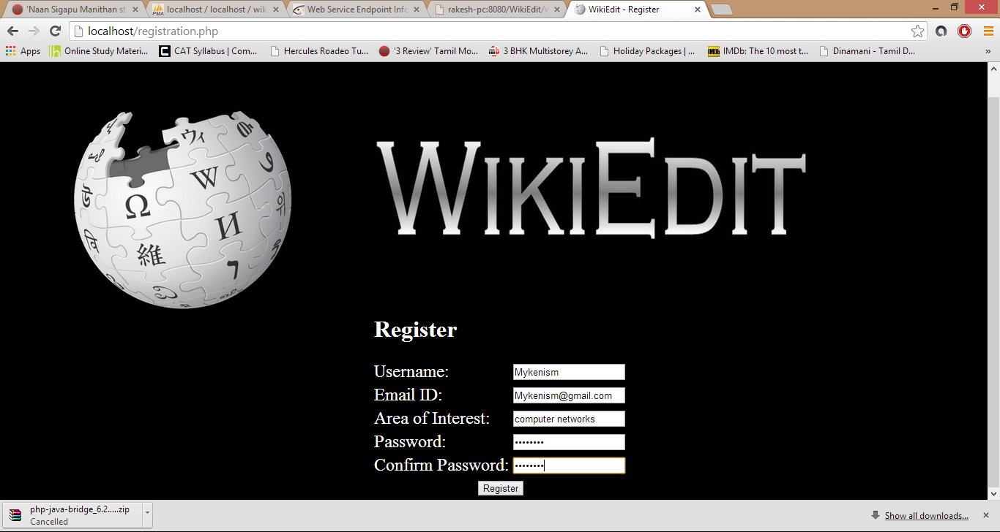 'Naan Sigapu Manithan st
localhost / localhost / wik
Web Service Endpoint Info
rakesh-pc:8080/WikiEdit/w
WikiEdit - Register
localhost/registration.php
Apps
Online Study Materi...
CAT Syllabus | Com...
Hercules Roadeo Tu...
'3 Review' Tamil Mo...
3 BHK Multistorey A...
Holiday Packages | ...
IMDb: The 10 most t...
Dinamani - Tamil D...
»
WikiEdit
Ω
W
И
維
ウィ
위
Register
Username:
Mykenism
Email ID:
Mykenism@gmail.com
Area of Interest:
computer networks
Password:
••••••••
Confirm Password:
••••••••
Register
php-java-bridge_6.2.....zip
Cancelled
Show all downloads...